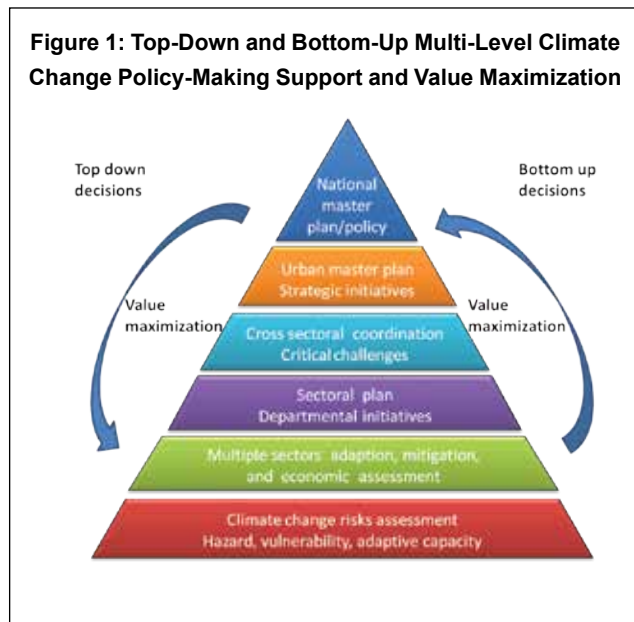 Figure 1: Top-Down and Bottom-Up Multi-Level Climate
Change Policy-Making Support and Value Maximization
Top down
decisions
Bottom up
decisions
National
master
plan/policy
Urban master plan
Strategic initiatives
Value
maximization
Value
maximization
Cross sectoral coordination
Critical challenges
Sectoral plan
Departmental initiatives
Multiple sectors adaption, mitigation,
and economic assessment
Climate change risks assessment
Hazard, vulnerability, adaptive capacity